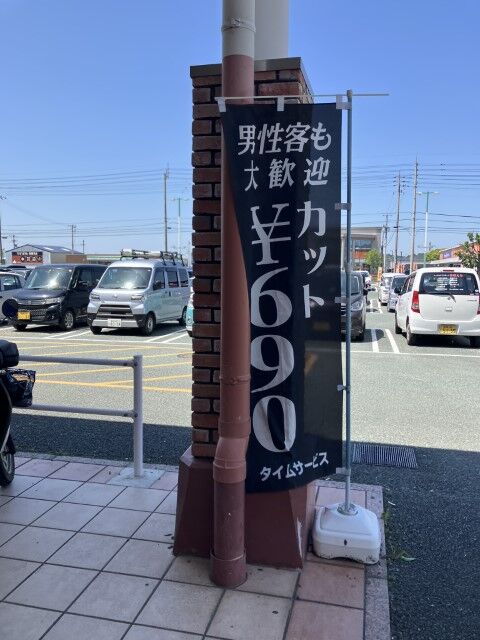 男性客も
大歓迎
カット
¥690
タイムサービス